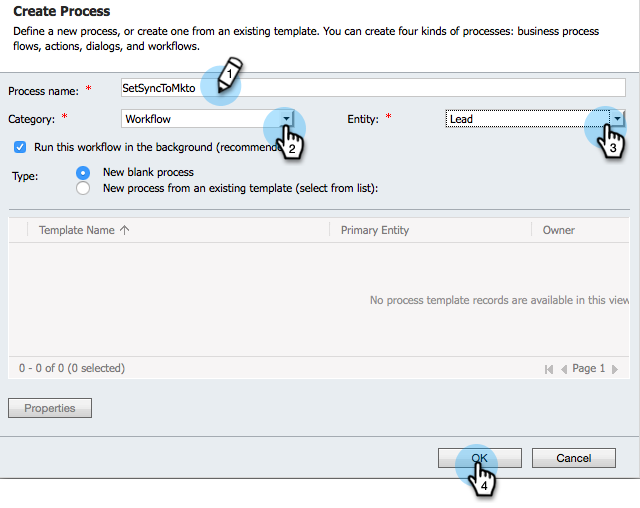 Create Process
Define a new process, or create one from an existing template. You can create four kinds of processes: business process
flows, actions, dialogs, and workflows.
Process name: * SetSyncToMkto 1
Category: * Workflow 2 Entity: * Lead 3
Run this workflow in the background (recommende
Type: New blank process
New process from an existing template (select from list):
Template Name Primary Entity Owner
No process template records are available in this view
0 - 0 of 0 (0 selected) Page 1
Properties
OK Cancel
4